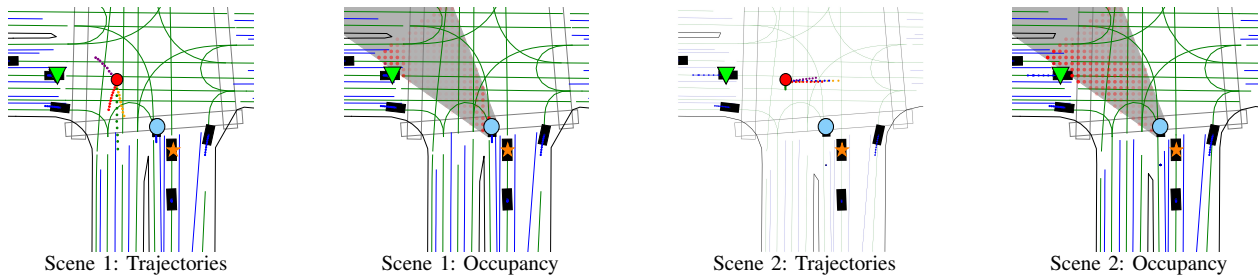 Scene 1: Trajectories
Scene 1: Occupancy
Scene 2: Trajectories
Scene 2: Occupancy